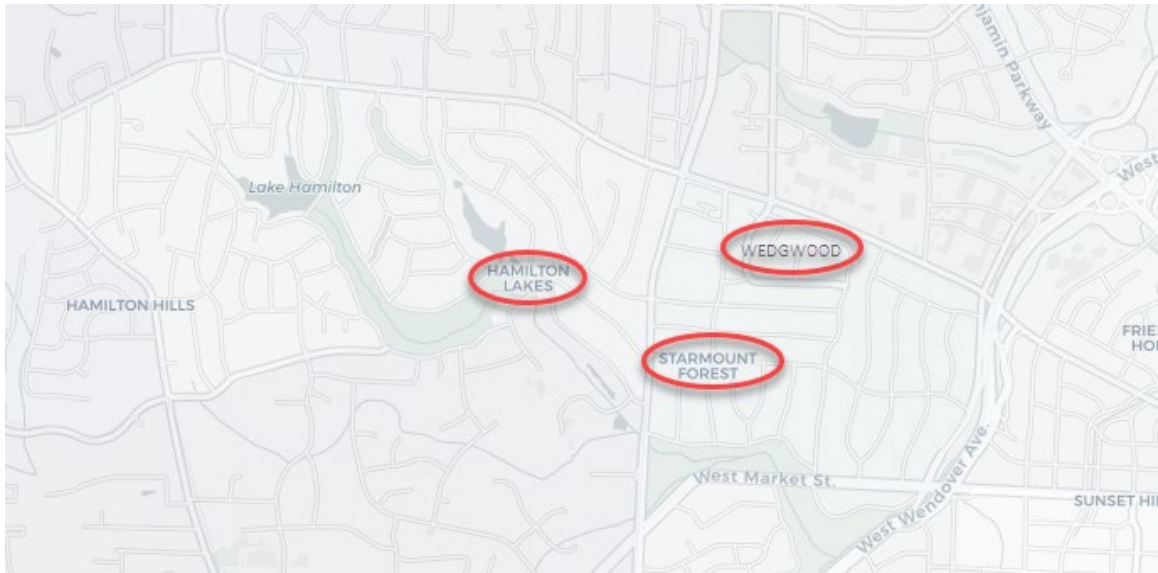 njamin Parkway
West
Lake Hamilton
WEDGWOOD
HAMILTON
LAKES
HAMILTON HILLS
FRIE
HO
STARMOUNT
FOREST
West Market St.
West Wendover Ave.
SUNSET HI